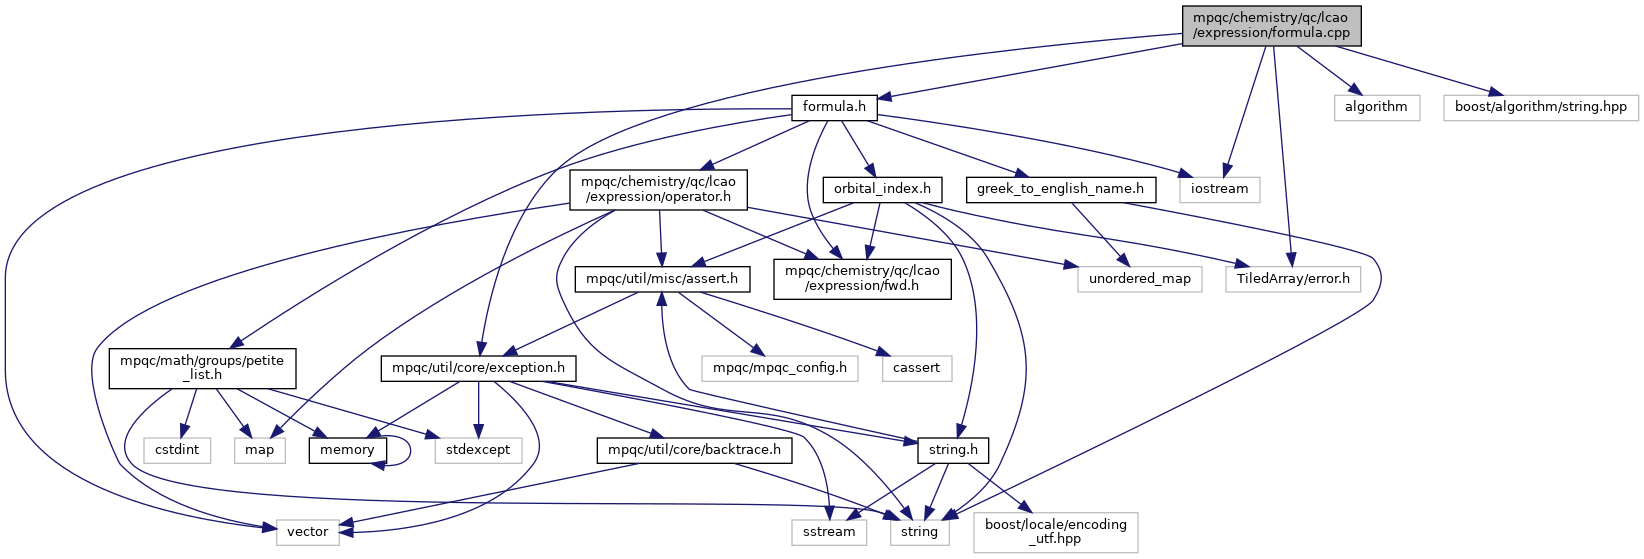 mpqc/chemistry/qc/lcao
/expression/formula.cpp
formula.h
algorithm
boost/algorithm/string.hpp
mpqc/chemistry/qc/lcao
/expression/operator.h
orbital_index.h
greek_to_english_name.h
iostream
mpqc/util/misc/assert.h
mpqc/chemistry/qc/lcao
/expression/fwd.h
unordered_map
TiledArray/error.h
mpqc/math/groups/petite
_list.h
mpqc/util/core/exception.h
mpqc/mpqc_config.h
cassert
cstdint
map
memory
stdexcept
mpqc/util/core/backtrace.h
string.h
vector
sstream
string
boost/locale/encoding
_utf.hpp